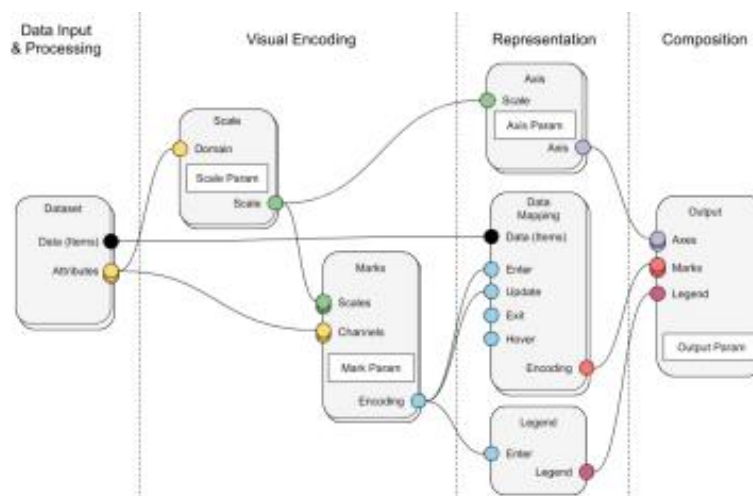 Data Input
& Processing
Visual Encoding
Representation
Composition
Scale
Domain
Scale Param
Scale
Dataset
Data (Items)
Attributes
Marks
Scales
Channels
Mark Param
Encoding
Axis
Scale
Axis Param
Axis
Data
Mapping
Data (Items)
Enter
Update
Exit
Hover
Encoding
Legend
Enter
Legend
Output
Axes
Marks
Legend
Output Param